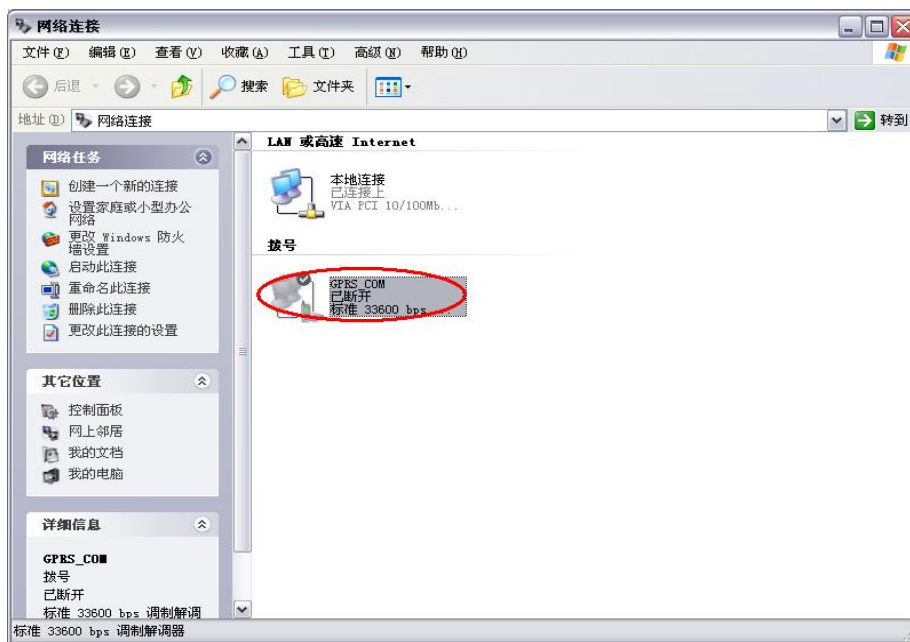 网络连接
文件(F) 编辑(E) 查看(V) 收藏(A) 工具(T) 高级(N) 帮助(H)
后退 搜索 文件夹
地址(D) 网络连接 转到
网络任务
创建一个新的连接
设置家庭或小型办公
网络
更改 Windows 防火
墙设置
启动此连接
重命名此连接
删除此连接
更改此连接的设置
其它位置
控制面板
网上邻居
我的文档
我的电脑
详细信息
GPRS_COM
拨号
已断开
标准 33600 bps 调制解调
LAN 或高速 Internet
本地连接
已连接上
VIA PCI 10/100Mb...
拨号
GPRS_COM
已断开
标准 33600 bps ...
标准 33600 bps 调制解调器